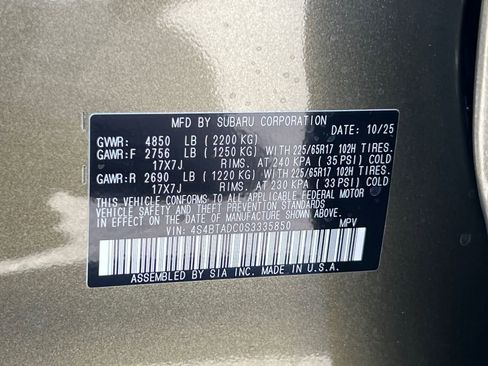 MFD BY SUBARU CORPORATION
DATE: 10/25
GVWR: 4850 LB (2200 KG)
GAWR:F 2756 LB (1250 KG) WITH 225/65R17 102H TIRES.
17X7J RIMS. AT 240 KPA (35 PSI) COLD
GAWR:R 2690 LB (1220 KG) WITH 225/65R17 102H TIRES.
17X7J RIMS. AT 230 KPA (33 PSI) COLD
THIS VEHICLE CONFORMS TO ALL APPLICABLE FEDERAL MOTOR
VEHICLE SAFETY, BUMPER, AND THEFT PREVENTION STANDARDS
IN EFFECT ON THE DATE OF MANUFACTURE SHOWN ABOVE.
VIN: 4S4BTADC0S3335850 MPV
ASSEMBLED BY SIA INC. MADE IN U.S.A.